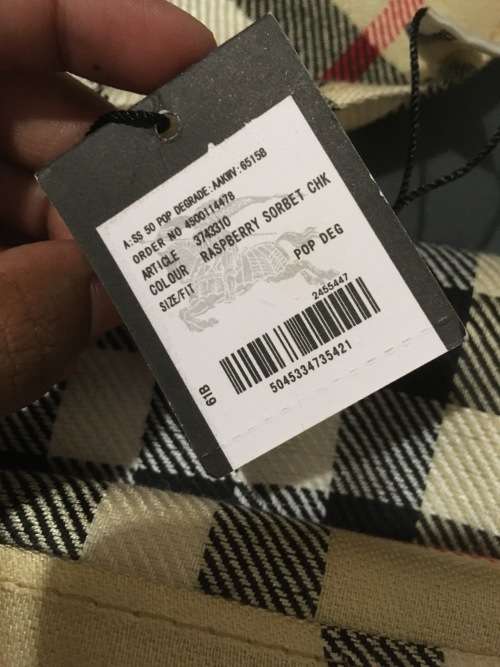 A:SS 50 POP DEGRADE:AAKWV:65158
ORDER NO 4500114478
ARTICLE 3743310
COLOUR RASPBERRY SORBET CHK
SIZE/FIT POP DEG
2455447
5045334735421
61B